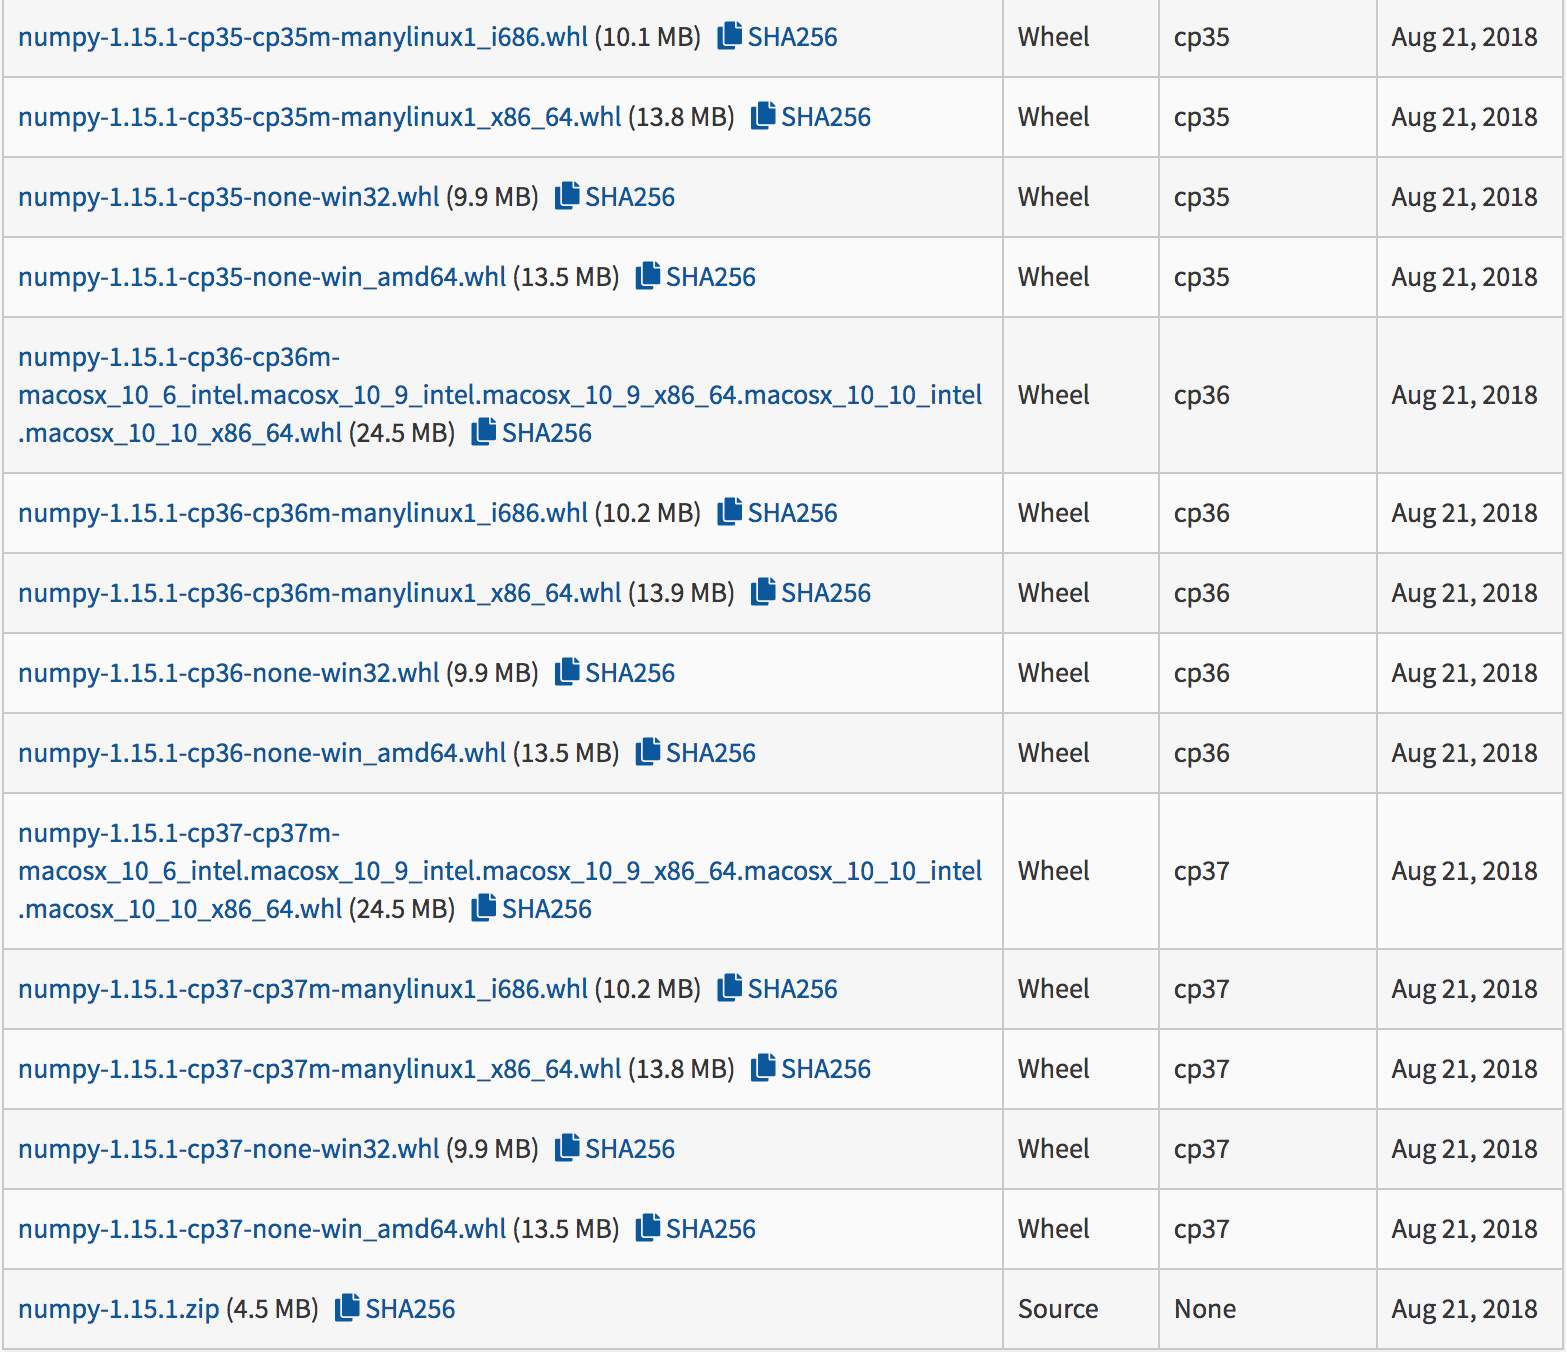 numpy-1.15.1-cp35-cp35m-manylinux1_i686.whl (10.1 MB) SHA256 Wheel cp35 Aug 21, 2018
numpy-1.15.1-cp35-cp35m-manylinux1_x86_64.whl (13.8 MB) SHA256 Wheel cp35 Aug 21, 2018
numpy-1.15.1-cp35-none-win32.whl (9.9 MB) SHA256 Wheel cp35 Aug 21, 2018
numpy-1.15.1-cp35-none-win_amd64.whl (13.5 MB) SHA256 Wheel cp35 Aug 21, 2018
numpy-1.15.1-cp36-cp36m-
macosx_10_6_intel.macosx_10_9_intel.macosx_10_9_x86_64.macosx_10_10_intel Wheel cp36 Aug 21, 2018
.macosx_10_10_x86_64.whl (24.5 MB) SHA256
numpy-1.15.1-cp36-cp36m-manylinux1_i686.whl (10.2 MB) SHA256 Wheel cp36 Aug 21, 2018
numpy-1.15.1-cp36-cp36m-manylinux1_x86_64.whl (13.9 MB) SHA256 Wheel cp36 Aug 21, 2018
numpy-1.15.1-cp36-none-win32.whl (9.9 MB) SHA256 Wheel cp36 Aug 21, 2018
numpy-1.15.1-cp36-none-win_amd64.whl (13.5 MB) SHA256 Wheel cp36 Aug 21, 2018
numpy-1.15.1-cp37-cp37m-
macosx_10_6_intel.macosx_10_9_intel.macosx_10_9_x86_64.macosx_10_10_intel Wheel cp37 Aug 21, 2018
.macosx_10_10_x86_64.whl (24.5 MB) SHA256
numpy-1.15.1-cp37-cp37m-manylinux1_i686.whl (10.2 MB) SHA256 Wheel cp37 Aug 21, 2018
numpy-1.15.1-cp37-cp37m-manylinux1_x86_64.whl (13.8 MB) SHA256 Wheel cp37 Aug 21, 2018
numpy-1.15.1-cp37-none-win32.whl (9.9 MB) SHA256 Wheel cp37 Aug 21, 2018
numpy-1.15.1-cp37-none-win_amd64.whl (13.5 MB) SHA256 Wheel cp37 Aug 21, 2018
numpy-1.15.1.zip (4.5 MB) SHA256 Source None Aug 21, 2018